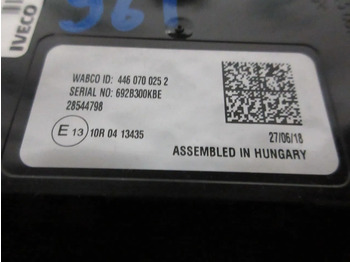 IVECO
WABCO ID: 446 070 025 2
SERIAL NO: 692B300KBE
28544798
E 13 10R 04 13435
27/06/18
ASSEMBLED IN HUNGARY